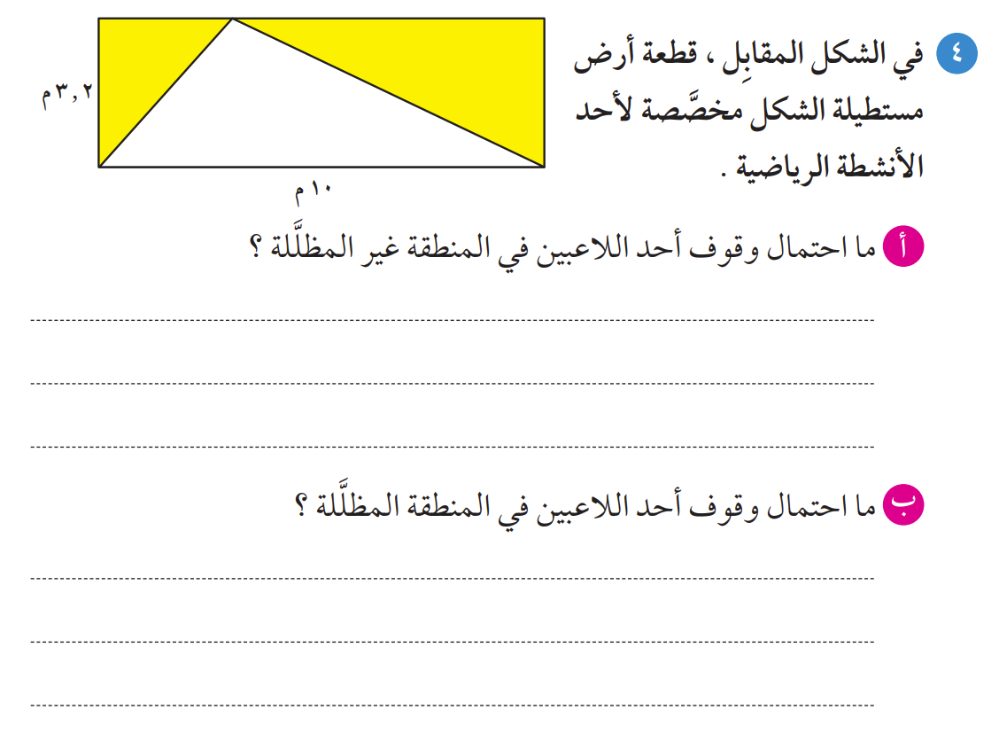 ٤ في الشكل المقابِل ، قطعة أرض
مستطيلة الشكل مخصَّصة لأحد
الأنشطة الرياضية .
٣,٢ م
١٠ م
أ ما احتمال وقوف أحد اللاعبين في المنطقة غير المظلَّلة ؟
ب ما احتمال وقوف أحد اللاعبين في المنطقة المظلَّلة ؟